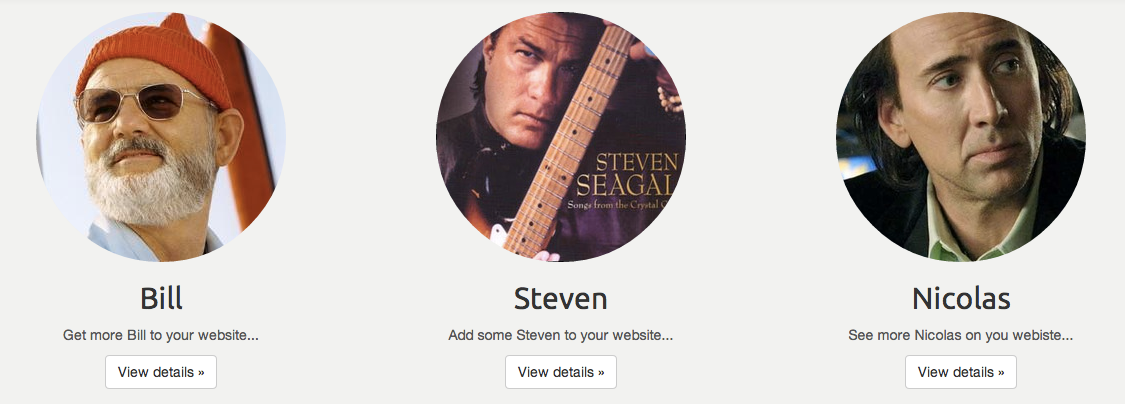 STEVEN
SEAGAL
Songs from the Crystal
Bill
Steven
Nicolas
Get more Bill to your website...
Add some Steven to your website...
See more Nicolas on you webiste...
View details »
View details »
View details »